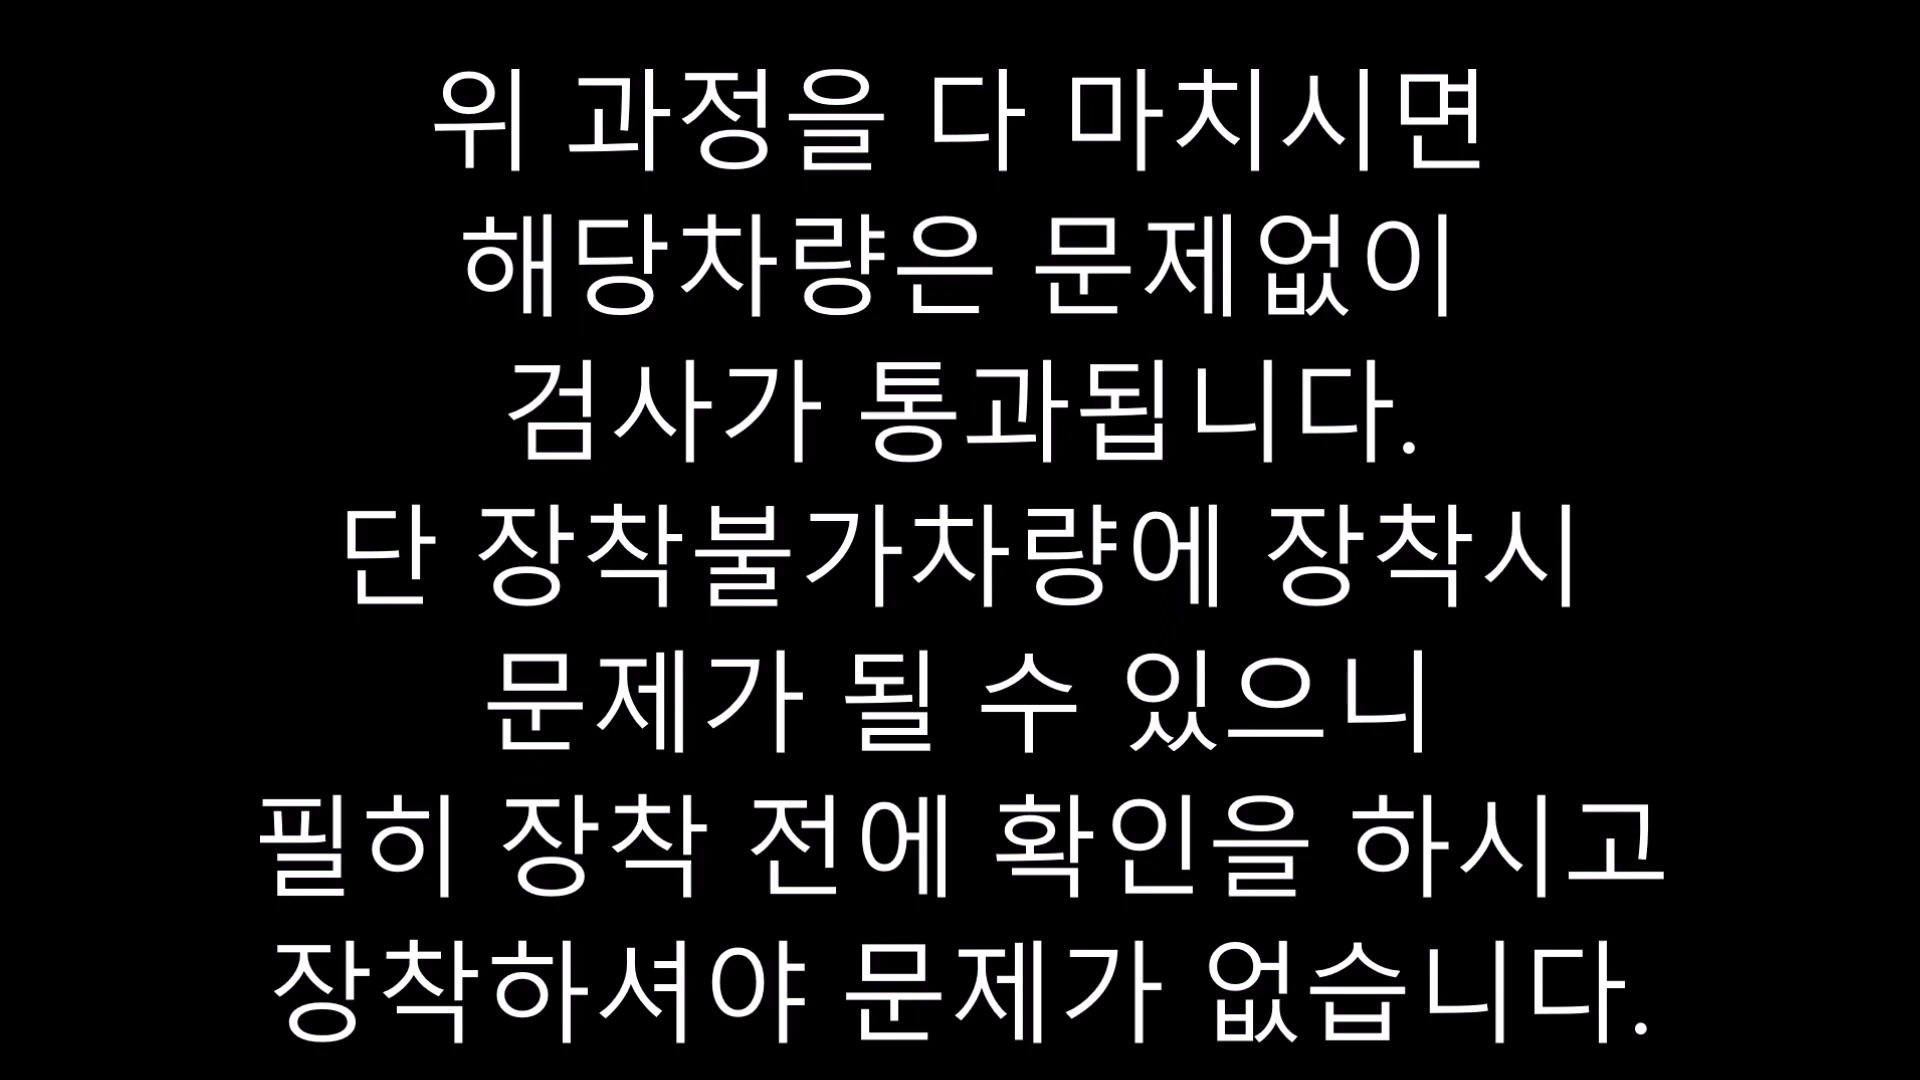 위 과정을 다 마치시면
해당차량은 문제없이
검사가 통과됩니다.
단 장착불가차량에 장착시
문제가 될 수 있으니
필히 장착 전에 확인을 하시고
장착하셔야 문제가 없습니다.